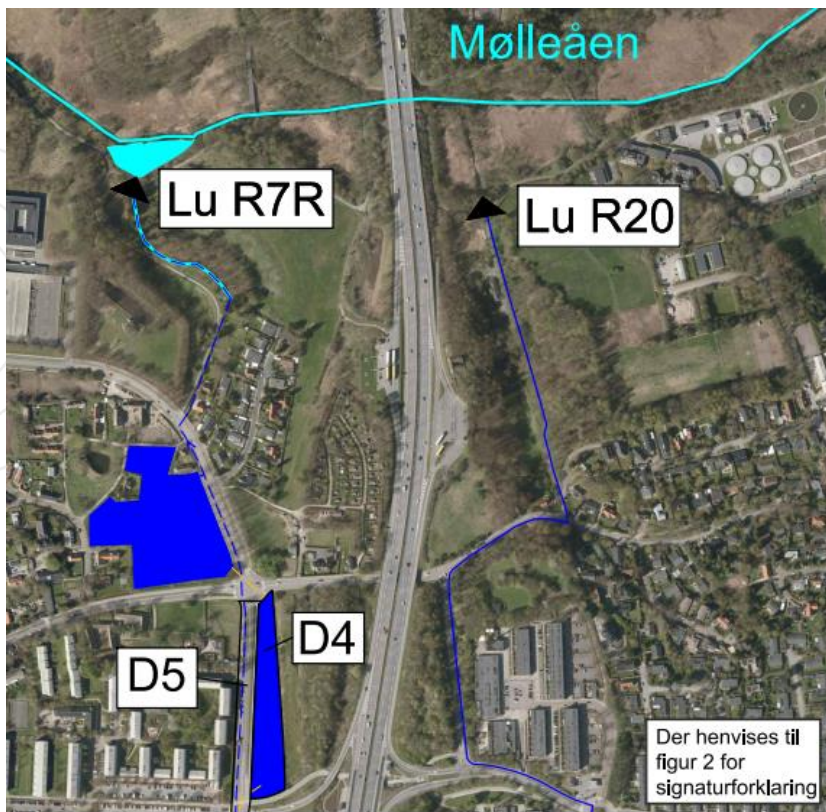 Mølleåen
Lu R7R
Lu R20
D4
D5
Der henvises til
figur 2 for
signaturforklaring